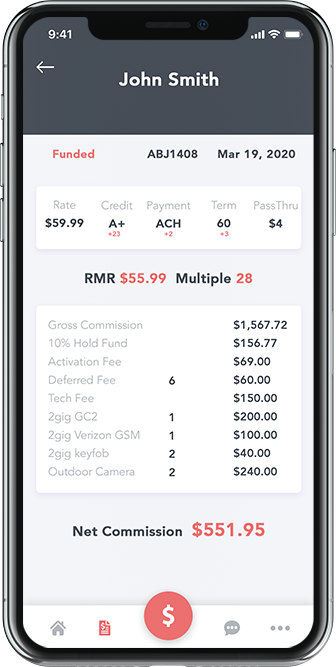 9:41
John Smith
Funded ABJ1408 Mar 19, 2020
Rate Credit Payment Term PassThru
$59.99 A+ ACH 60 $4
+23 +2 +3
RMR $55.99 Multiple 28
Gross Commission $1,567.72
10% Hold Fund $156.77
Activation Fee $69.00
Deferred Fee 6 $60.00
Tech Fee $150.00
2gig GC2 1 $200.00
2gig Verizon GSM 1 $100.00
2gig keyfob 2 $40.00
Outdoor Camera 2 $240.00
Net Commission $551.95
$